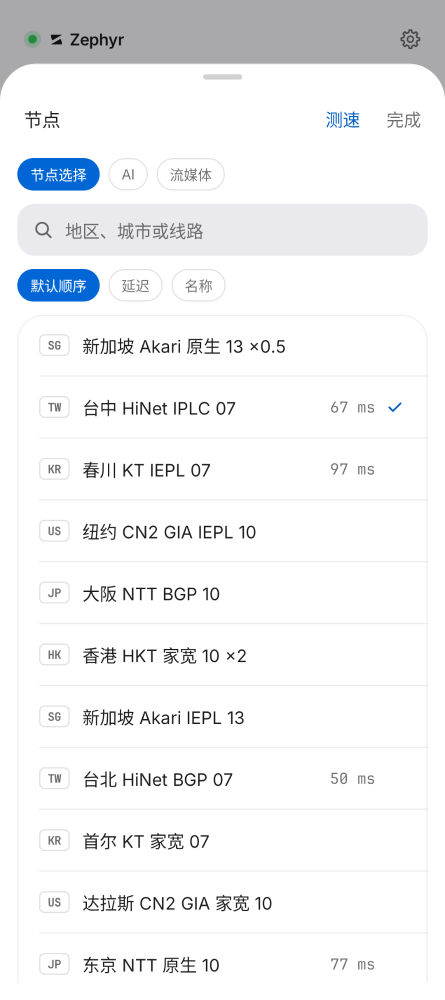 Zephyr
节点 测速 完成
节点选择 AI 流媒体
地区、城市或线路
默认顺序 延迟 名称
SG 新加坡 Akari 原生 13 ×0.5
TW 台中 HiNet IPLC 07 67 ms
KR 春川 KT IEPL 07 97 ms
US 纽约 CN2 GIA IEPL 10
JP 大阪 NTT BGP 10
HK 香港 HKT 家宽 10 ×2
SG 新加坡 Akari IEPL 13
TW 台北 HiNet BGP 07 50 ms
KR 首尔 KT 家宽 07
US 达拉斯 CN2 GIA 家宽 10
JP 东京 NTT 原生 10 77 ms